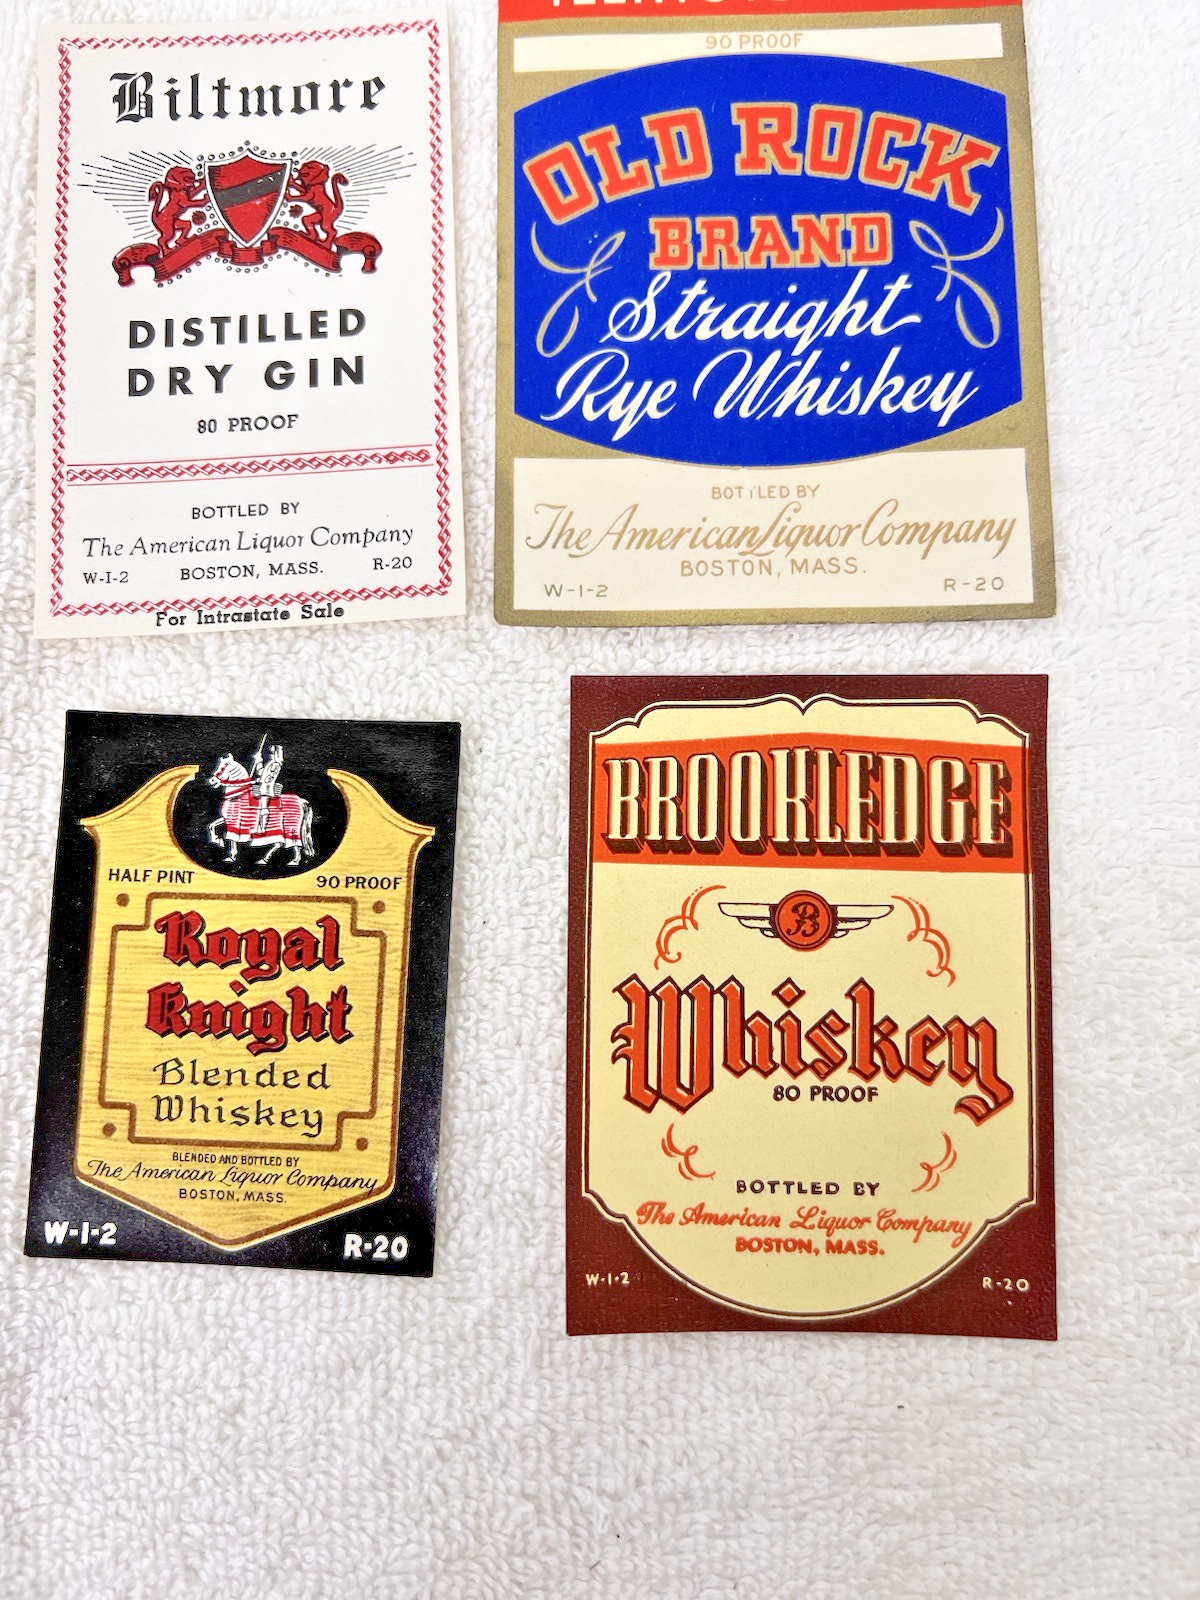 Biltmore
DISTILLED
DRY GIN
80 PROOF
BOTTLED BY
The American Liquor Company
W-1-2 BOSTON, MASS. R-20
For Intrastate Sale
90 PROOF
OLD ROCK
BRAND
Straight
Rye Whiskey
BOTTLED BY
The American Liquor Company
BOSTON, MASS.
W-1-2 R-20
HALF PINT 90 PROOF
Royal
Knight
Blended
Whiskey
BLENDED AND BOTTLED BY
The American Liquor Company
BOSTON, MASS.
W-1-2 R-20
BROOKLEDGE
B
Whiskey
80 PROOF
BOTTLED BY
The American Liquor Company
BOSTON, MASS.
W-1-2 R-20